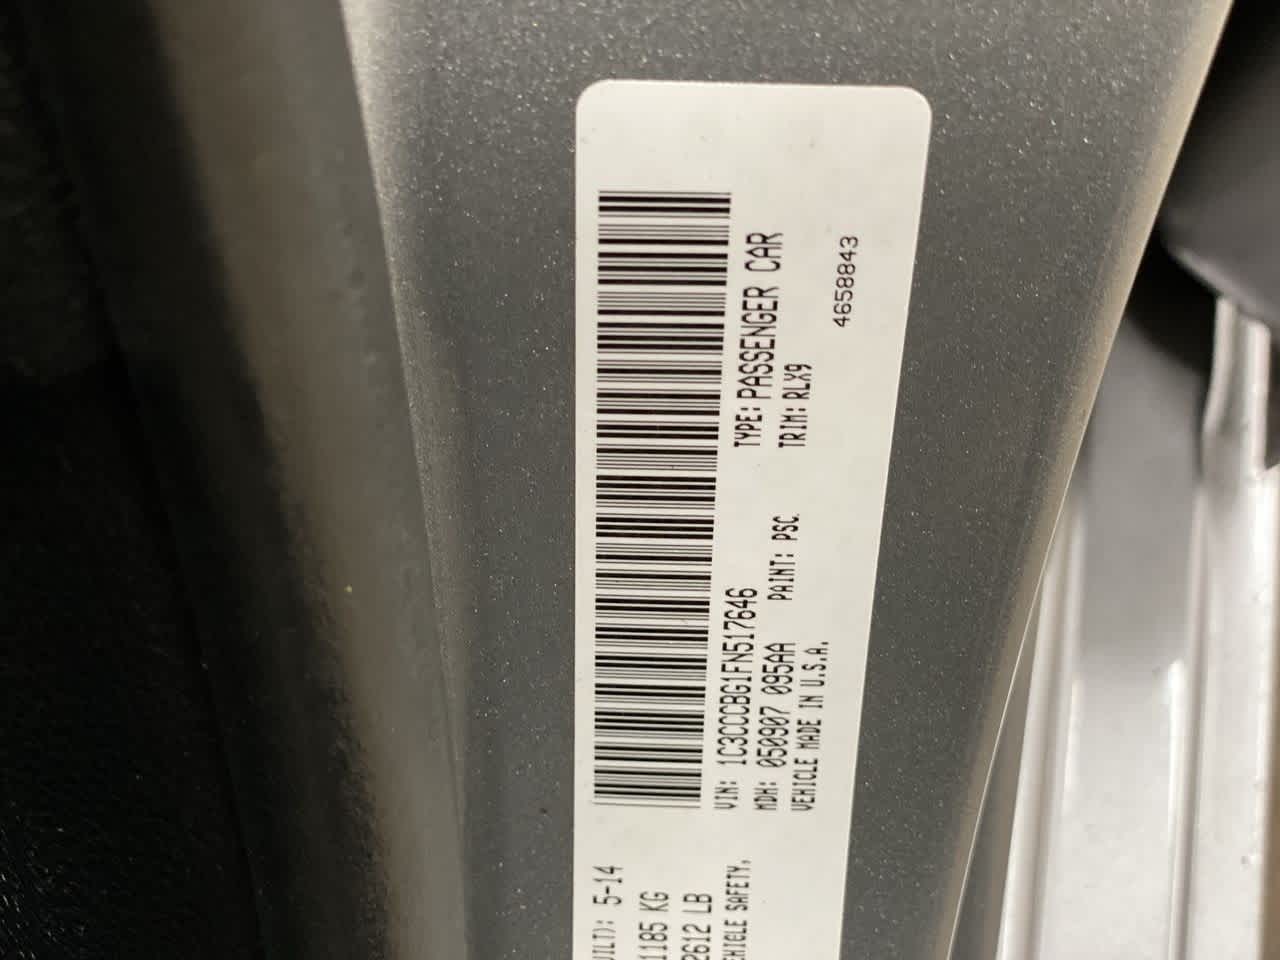 UILT): 5-14
1185 KG
2612 LB
EHICLE SAFETY,
VIN: 1C3CCCBG1FN517646
TYPE: PASSENGER CAR
MDH: 050907 095AA
PAINT: PSC
TRIM: RLX9
VEHICLE MADE IN U.S.A.
4658843